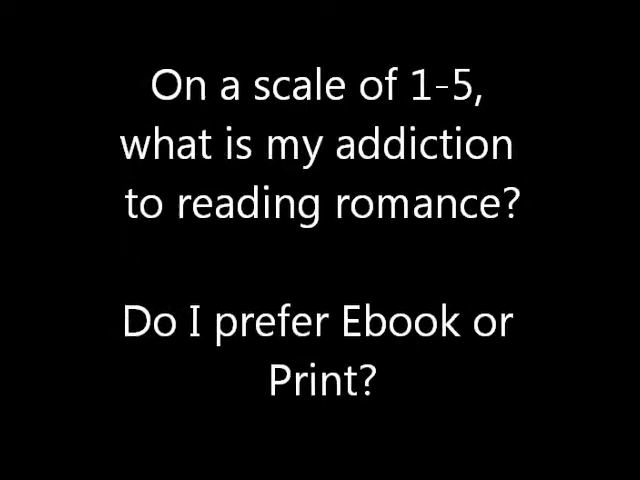 On a scale of 1-5,
what is my addiction
to reading romance?
Do I prefer Ebook or
Print?